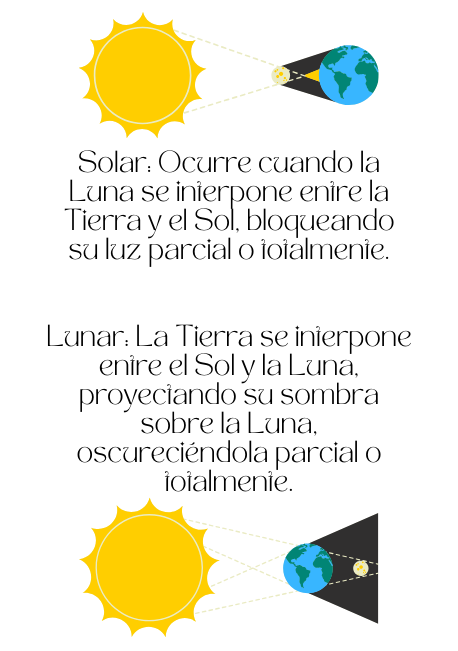 Solar: Ocurre cuando la
Luna se interpone entre la
Tierra y el Sol, bloqueando
su luz parcial o totalmente.
Lunar: La Tierra se interpone
entre el Sol y la Luna,
proyectando su sombra
sobre la Luna,
oscureciéndola parcial o
totalmente.